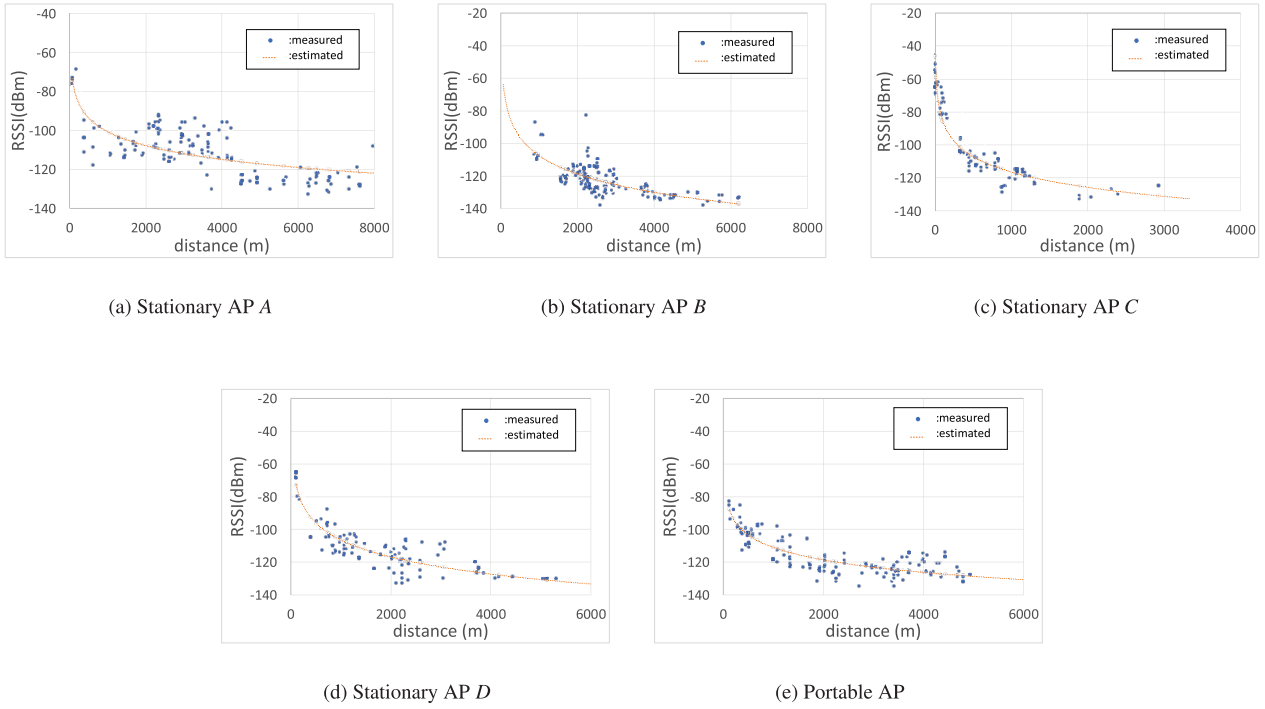 -40
-60
-80
-100
-120
-140
RSSI(dBm)
0
2000
4000
6000
8000
distance (m)
:measured
:estimated
(a) Stationary AP A
-20
-40
-60
-80
-100
-120
-140
RSSI(dBm)
0
2000
4000
6000
8000
distance (m)
:measured
:estimated
(b) Stationary AP B
-20
-40
-60
-80
-100
-120
-140
RSSI(dBm)
0
1000
2000
3000
4000
distance (m)
:measured
:estimated
(c) Stationary AP C
-20
-40
-60
-80
-100
-120
-140
RSSI(dBm)
0
2000
4000
6000
distance (m)
:measured
:estimated
(d) Stationary AP D
-20
-40
-60
-80
-100
-120
-140
RSSI(dBm)
0
1000
2000
3000
4000
5000
6000
distance (m)
:measured
:estimated
(e) Portable AP